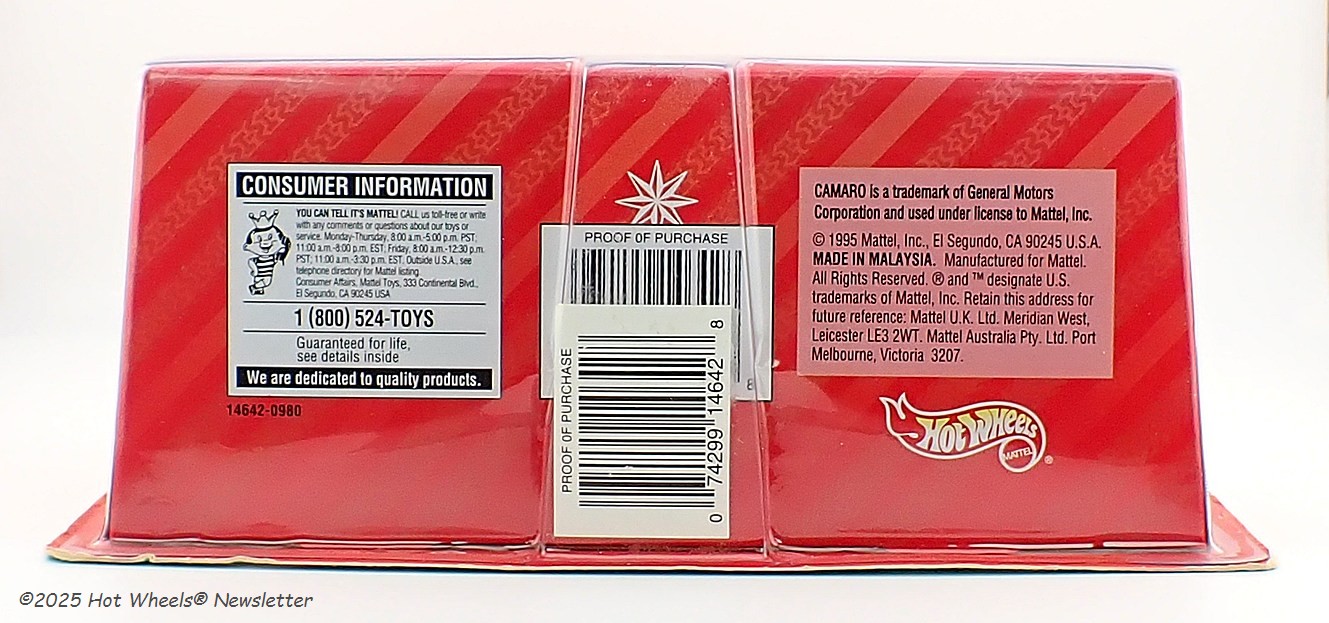 CONSUMER INFORMATION
YOU CAN TELL IT'S MATTEL! CALL us toll-free or write
with any comments or questions about our toys or
service. Monday-Thursday, 8:00 a.m.-5:00 p.m. PST;
11:00 a.m.-8:00 p.m. EST; Friday, 8:00 a.m.-12:30 p.m.
PST; 11:00 a.m.-3:30 p.m. EST; Outside U.S.A., see
telephone directory for Mattel listing.
Consumer Affairs, Mattel Toys, 333 Continental Blvd.,
El Segundo, CA 90245 USA
1 (800) 524-TOYS
Guaranteed for life,
see details inside
We are dedicated to quality products.
14642-0980
PROOF OF PURCHASE
8
PROOF OF PURCHASE
0 74299 14642 8
CAMARO is a trademark of General Motors
Corporation and used under license to Mattel, Inc.
© 1995 Mattel, Inc., El Segundo, CA 90245 U.S.A.
MADE IN MALAYSIA. Manufactured for Mattel.
All Rights Reserved. ® and ™ designate U.S.
trademarks of Mattel, Inc. Retain this address for
future reference: Mattel U.K. Ltd. Meridian West,
Leicester LE3 2WT. Mattel Australia Pty. Ltd. Port
Melbourne, Victoria 3207.
Hot Wheels
MATTEL ®
©2025 Hot Wheels® Newsletter